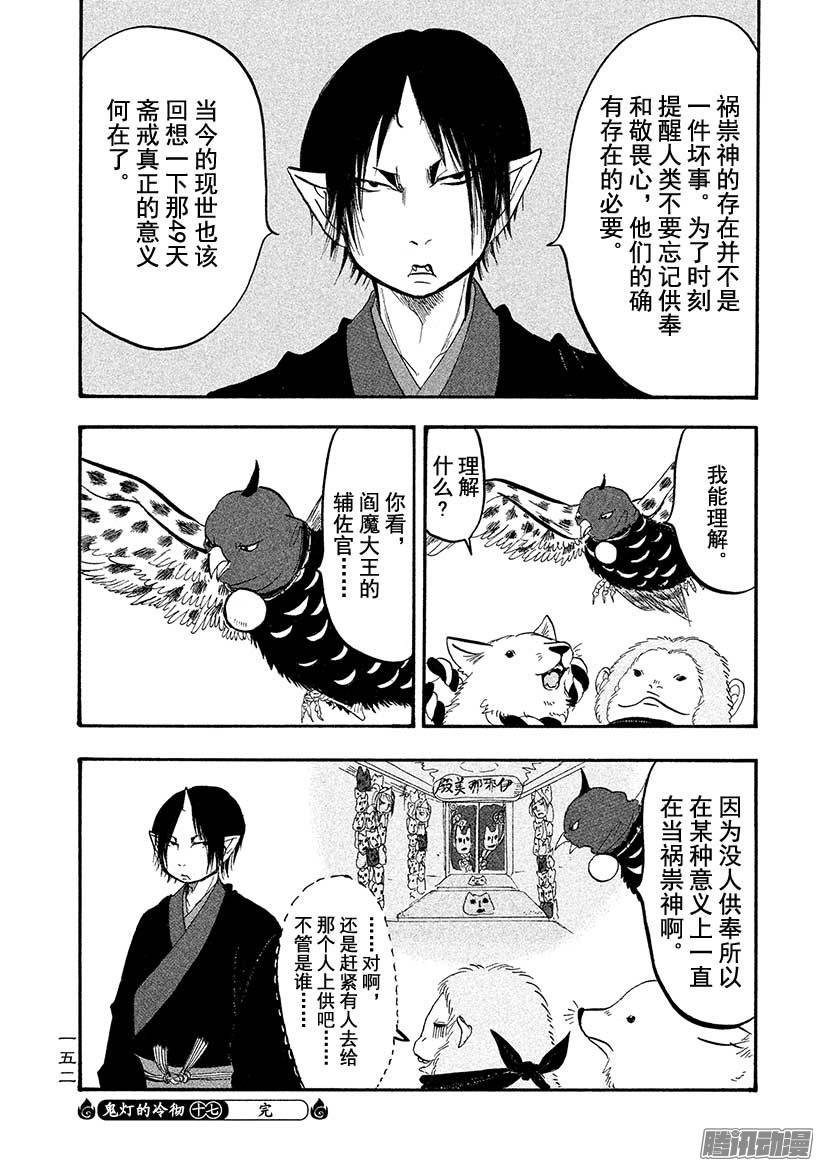 祸祟神的存在并不是
一件坏事。为了时刻
提醒人类不要忘记供奉
和敬畏心，他们的确
有存在的必要。
当今的现世也该
回想一下那49天
斋戒真正的意义
何在了。
我能理解。
理解
什么？
你看，
阎魔大王的
辅佐官……
因为没人供奉所以
在某种意义上一直
在当祸祟神啊。
殿美那邪伊
……对啊，
还是赶紧有人去给
那个人上供吧……
不管是谁……
一五二
鬼灯的冷彻 十七 完
腾讯动漫